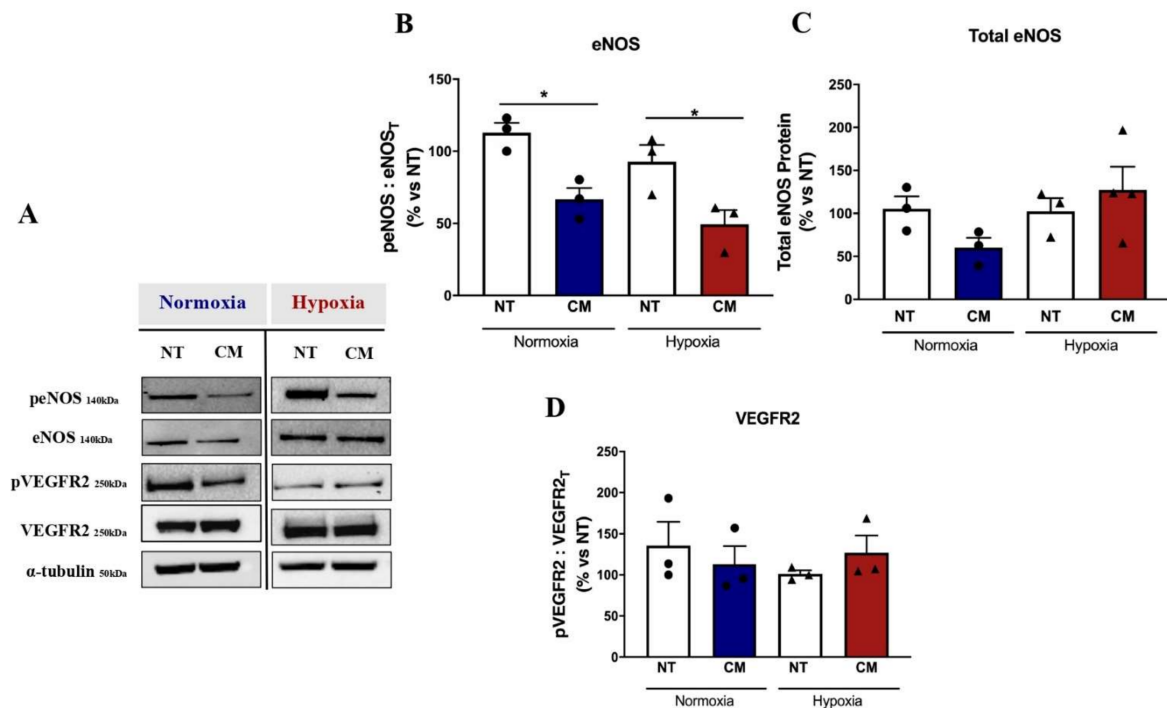 A
Normoxia Hypoxia
NT CM NT CM
peNOS 140kDa
eNOS 140kDa
pVEGFR2 250kDa
VEGFR2 250kDa
α-tubulin 50kDa
B
eNOS
peNOS : eNOST
(% vs NT)
150
100
50
0
* *
NT CM NT CM
Normoxia Hypoxia
C
Total eNOS
Total eNOS Protein
(% vs NT)
250
200
150
100
50
0
NT CM NT CM
Normoxia Hypoxia
D
VEGFR2
pVEGFR2 : VEGFR2T
(% vs NT)
250
200
150
100
50
0
NT CM NT CM
Normoxia Hypoxia